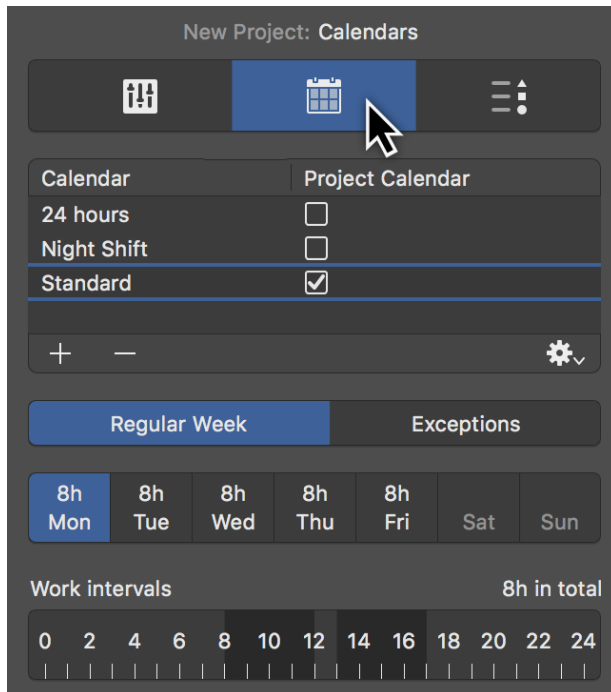 New Project: Calendars
Calendar Project Calendar
24 hours
Night Shift
Standard
Regular Week Exceptions
8h 8h 8h 8h 8h
Mon Tue Wed Thu Fri Sat Sun
Work intervals 8h in total
0 2 4 6 8 10 12 14 16 18 20 22 24